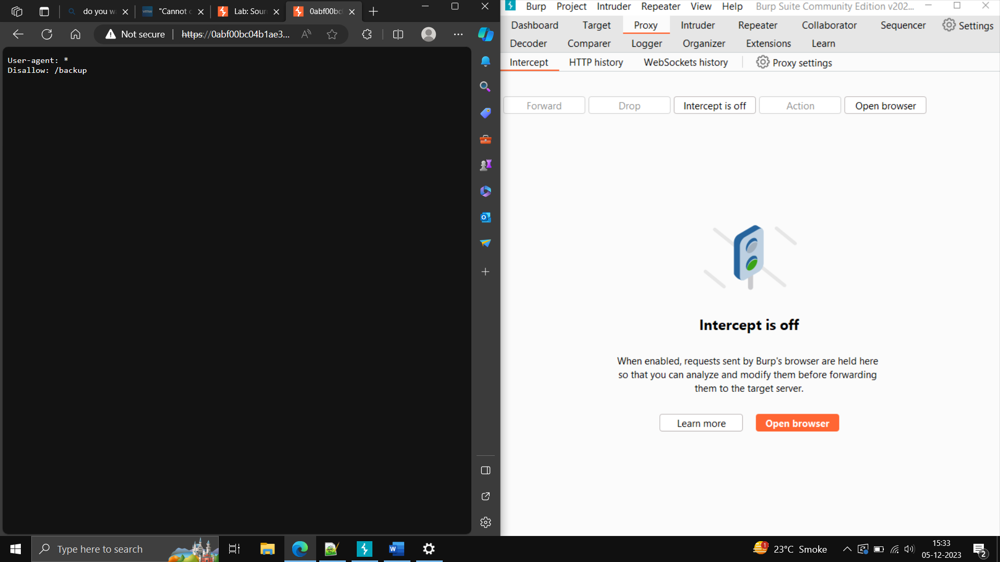 do you w
"Cannot
Lab: Sour
0abf00bc
Not secure
https://0abf00bc04b1ae3...
User-agent: *
Disallow: /backup
Burp Project Intruder Repeater View Help Burp Suite Community Edition v202...
Dashboard Target Proxy Intruder Repeater Collaborator Sequencer Settings
Decoder Comparer Logger Organizer Extensions Learn
Intercept HTTP history WebSockets history Proxy settings
Forward Drop Intercept is off Action Open browser
Intercept is off
When enabled, requests sent by Burp's browser are held here
so that you can analyze and modify them before forwarding
them to the target server.
Learn more Open browser
Type here to search
1
23°C Smoke
15:33
05-12-2023
2